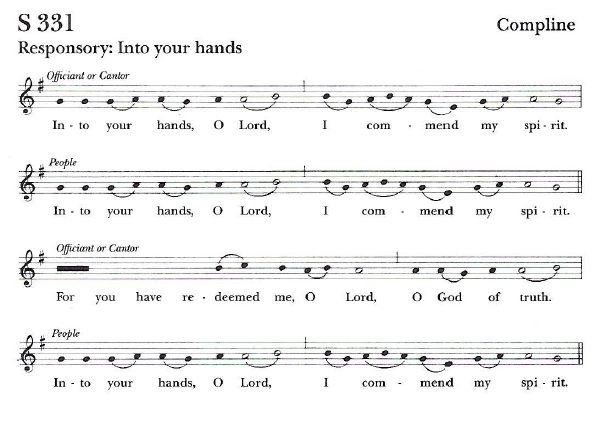 S 331 Compline
Responsory: Into your hands
Officiant or Cantor
In - to your hands, O Lord, I com - mend my spi - rit.
People
In - to your hands, O Lord, I com - mend my spi - rit.
Officiant or Cantor
For you have re - deemed me, O Lord, O God of truth.
People
In - to your hands, O Lord, I com - mend my spi - rit.